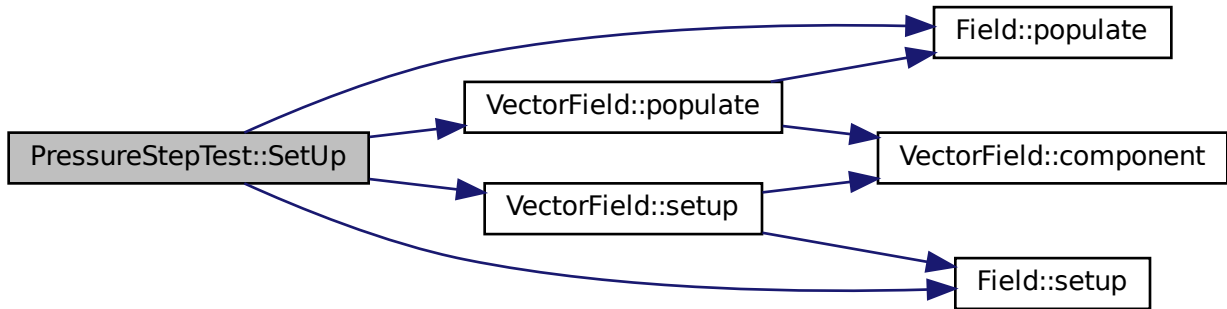 Field::populate
VectorField::populate
PressureStepTest::SetUp
VectorField::component
VectorField::setup
Field::setup